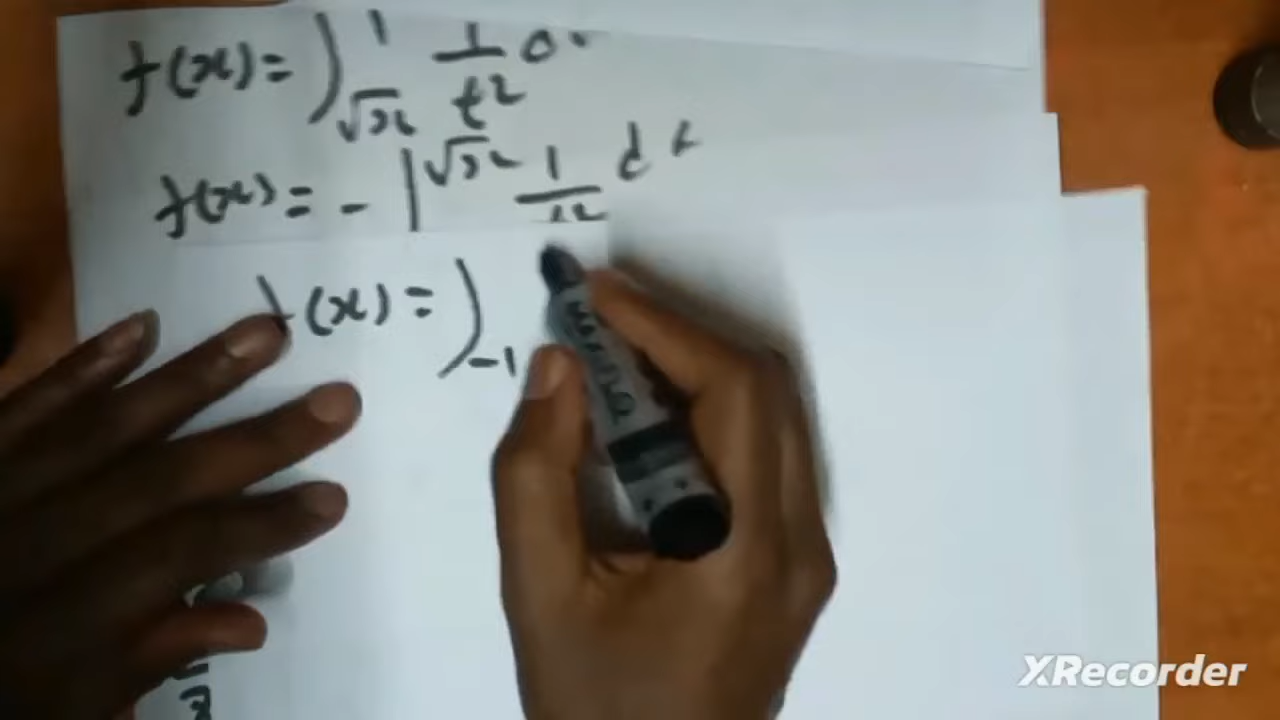 f(x) = ∫_{√x}^{1} 1/t²
f(x) = - ∫^{√x} 1/t² dt
f(x) = ∫_{-1}
XRecorder